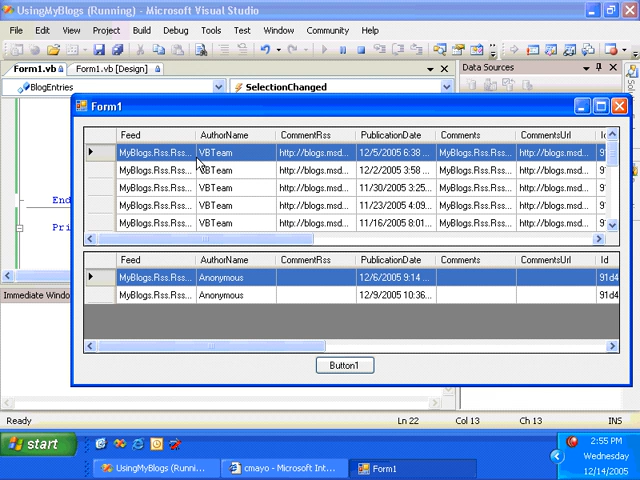 UsingMyBlogs (Running) - Microsoft Visual Studio
File Edit View Project Build Debug Data Tools Window Community Help
Form1.vb Form1.vb [Design]
Data Sources
BlogEntries
SelectionChanged
Form1
Feed AuthorName CommentRss PublicationDate Comments CommentsUrl Id
MyBlogs.Rss.Rss... VBTeam http://blogs.msd... 12/5/2005 6:38 ... MyBlogs.Rss.Rss... http://blogs.msd...
MyBlogs.Rss.Rss... VBTeam http://blogs.msd... 12/2/2005 3:58 ... MyBlogs.Rss.Rss... http://blogs.msd...
MyBlogs.Rss.Rss... VBTeam http://blogs.msd... 11/30/2005 3:25... MyBlogs.Rss.Rss... http://blogs.msd...
End
MyBlogs.Rss.Rss... VBTeam http://blogs.msd... 11/23/2005 4:09... MyBlogs.Rss.Rss... http://blogs.msd...
MyBlogs.Rss.Rss... VBTeam http://blogs.msd... 11/16/2005 8:01... MyBlogs.Rss.Rss... http://blogs.msd...
Pri
Feed AuthorName CommentRss PublicationDate Comments CommentsUrl Id
MyBlogs.Rss.Rss... Anonymous 12/6/2005 9:14 ... 91d4
MyBlogs.Rss.Rss... Anonymous 12/9/2005 10:36... 91d4
Immediate Windo
Button1
Ready Ln 22 Col 13 Ch 13 INS
start
UsingMyBlogs (Runni... cmayo - Microsoft Int... Form1
2:55 PM
Wednesday
12/14/2005